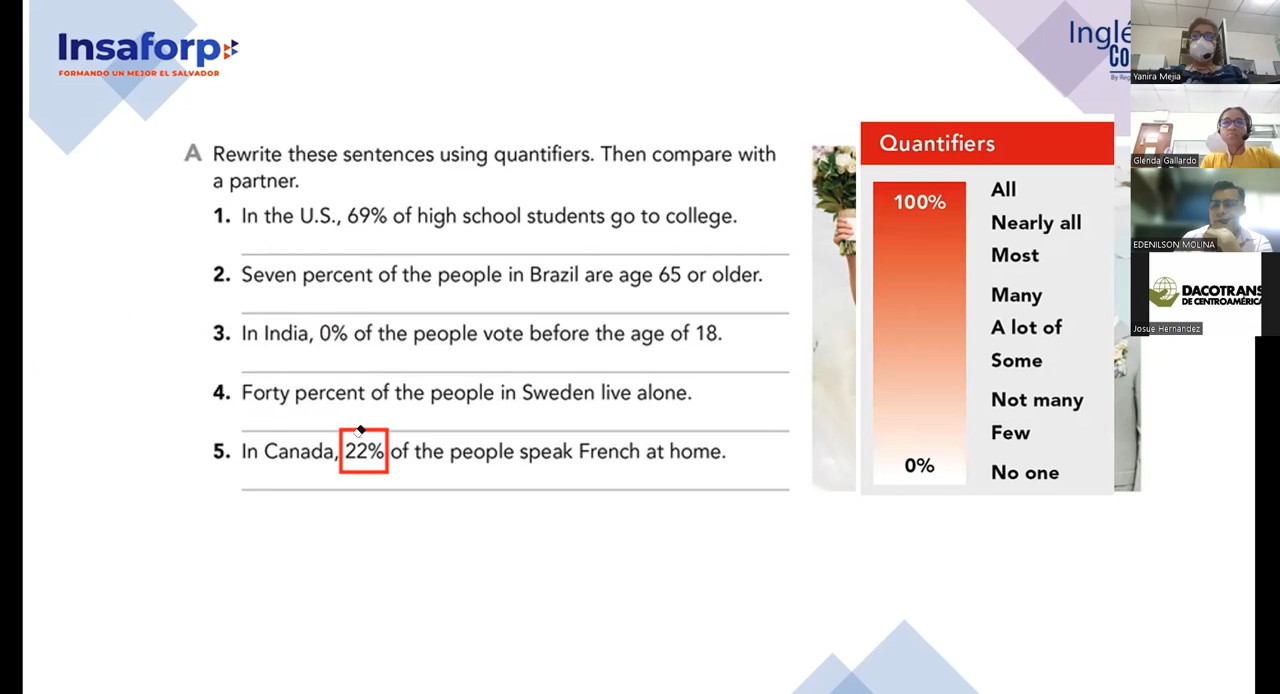 Insaforp
FORMANDO UN MEJOR EL SALVADOR
A Rewrite these sentences using quantifiers. Then compare with
a partner.
1. In the U.S., 69% of high school students go to college.
2. Seven percent of the people in Brazil are age 65 or older.
3. In India, 0% of the people vote before the age of 18.
4. Forty percent of the people in Sweden live alone.
5. In Canada, 22% of the people speak French at home.
Quantifiers
100%
All
Nearly all
Most
Many
A lot of
Some
Not many
Few
0%
No one
Inglé
CO
By Reg
Yanira Mejia
Glenda Gallardo
EDENILSON MOLINA
DACOTRANS
DE CENTROAMÉRICA
Josue Hernandez